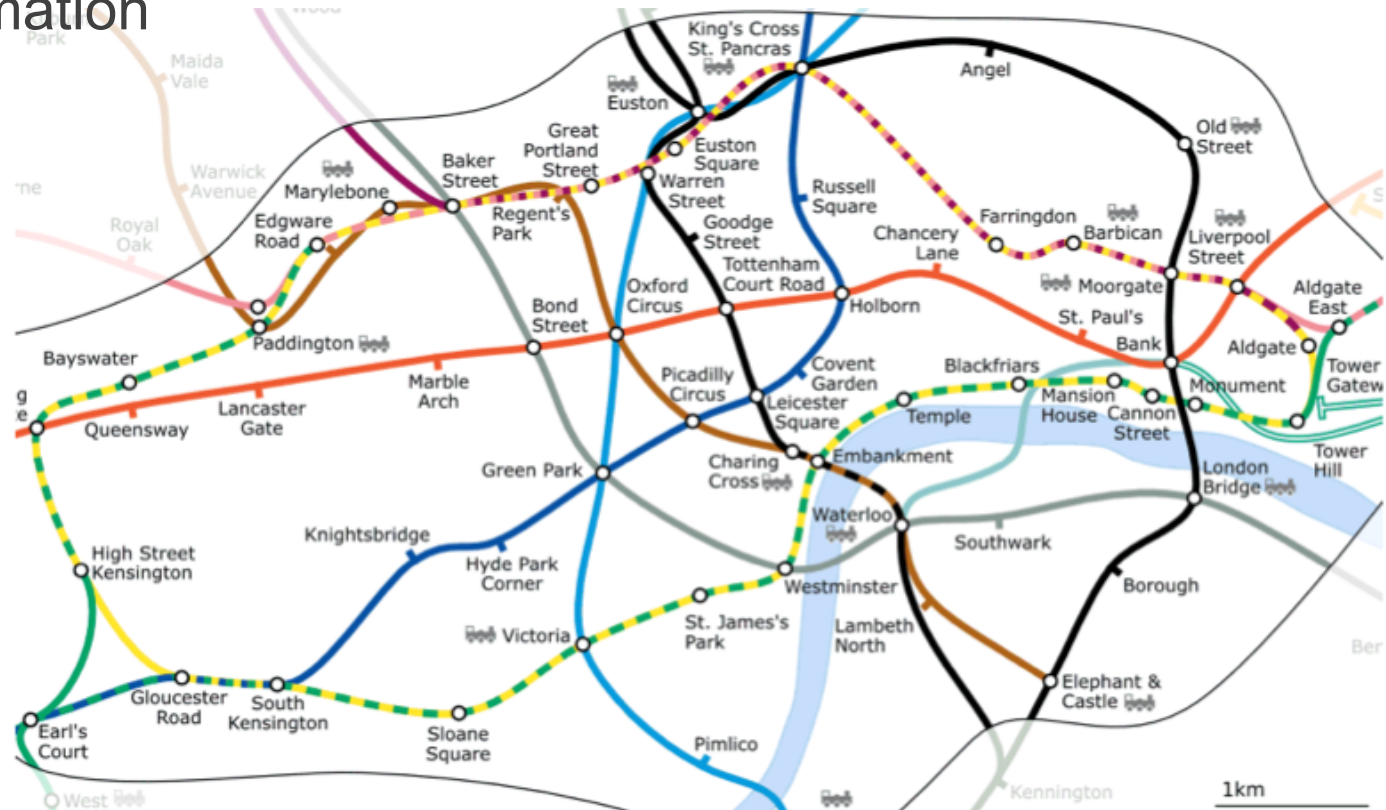 mation
Park
Wood
Maida
Vale
King's Cross
St. Pancras
Angel
Euston
Old
Street
Great
Portland
Street
Euston
Square
Baker
Street
Marylebone
Warwick
Avenue
Warren
Street
Russell
Square
Regent's
Park
Edgware
Road
Royal
Oak
Goodge
Street
Farringdon
Barbican
Liverpool
Street
Chancery
Lane
Tottenham
Court Road
Oxford
Circus
Bond
Street
Holborn
Moorgate
Aldgate
East
St. Paul's
Bank
Aldgate
Paddington
Bayswater
Marble
Arch
Lancaster
Gate
Queensway
Picadilly
Circus
Covent
Garden
Leicester
Square
Blackfriars
Mansion
House
Cannon
Street
Monument
Tower
Gatew
Temple
Tower
Hill
Charing
Cross
Embankment
Green Park
London
Bridge
Waterloo
Southwark
Knightsbridge
Hyde Park
Corner
High Street
Kensington
Westminster
Borough
St. James's
Park
Victoria
Lambeth
North
Ber
Elephant &
Castle
Gloucester
Road
South
Kensington
Sloane
Square
Earl's
Court
Pimlico
West
Kennington
1km